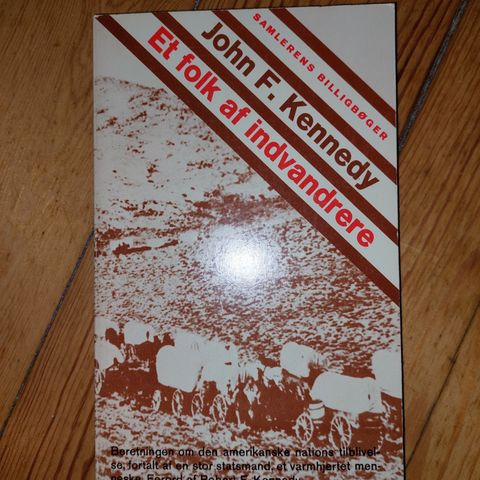 SAMLERENS BILLIGBØGER
John F. Kennedy
Et folk af indvandrere
Beretningen om den amerikanske nations tilblivel-
se, fortalt af en stor statsmand, et varmhjertet men-
neske. Forord af Robert F. Kennedy